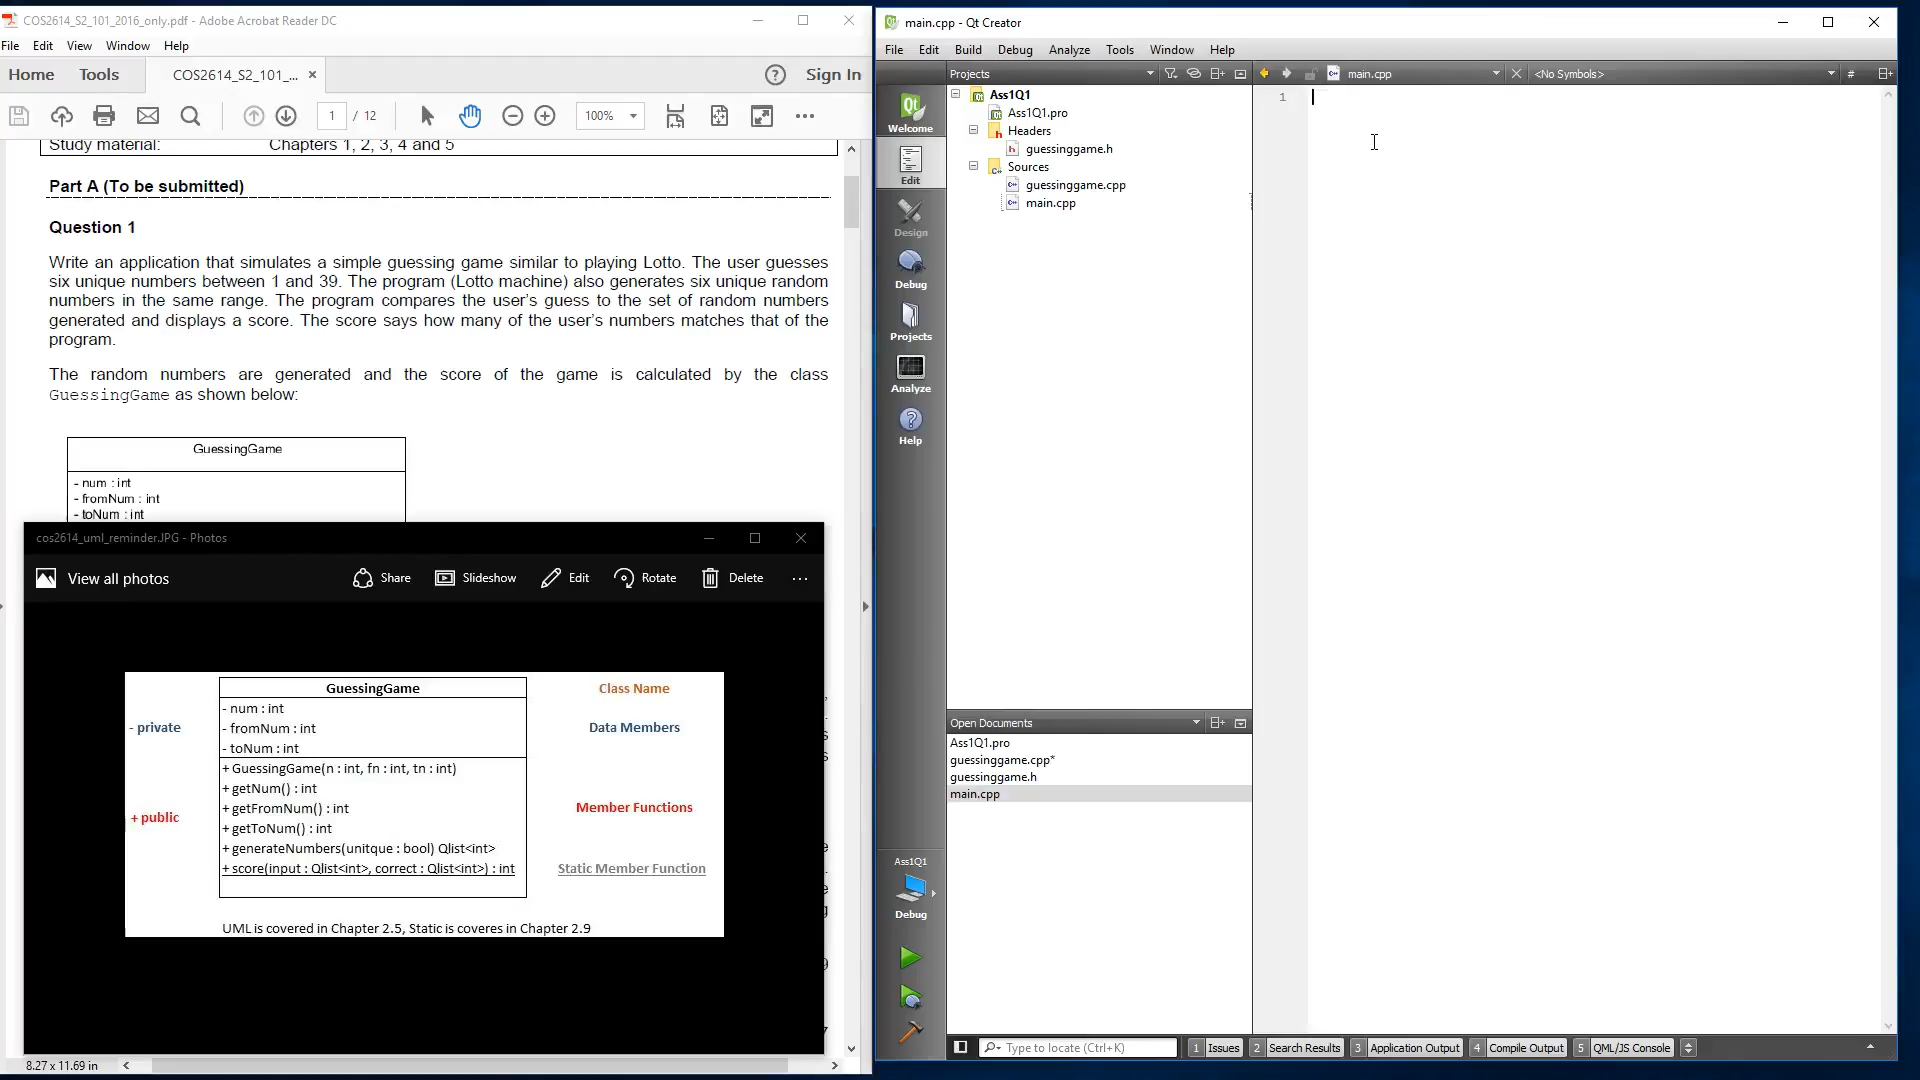 COS2614_S2_101_2016_only.pdf - Adobe Acrobat Reader DC
File Edit View Window Help
Home Tools COS2614_S2_101_... × ? Sign In
1 / 12 100%
Study material: Chapters 1, 2, 3, 4 and 5
Part A (To be submitted)
Question 1
Write an application that simulates a simple guessing game similar to playing Lotto. The user guesses
six unique numbers between 1 and 39. The program (Lotto machine) also generates six unique random
numbers in the same range. The program compares the user's guess to the set of random numbers
generated and displays a score. The score says how many of the user's numbers matches that of the
program.
The random numbers are generated and the score of the game is calculated by the class
GuessingGame as shown below:
GuessingGame
- num : int
- fromNum : int
- toNum : int
cos2614_uml_reminder.JPG - Photos
View all photos Share Slideshow Edit Rotate Delete ...
GuessingGame Class Name
- num : int
- private - fromNum : int Data Members
- toNum : int
+ GuessingGame(n : int, fn : int, tn : int)
+ getNum() : int
+ getFromNum() : int Member Functions
+ public + getToNum() : int
+ generateNumbers(unitque : bool) Qlist<int>
+ score(input : Qlist<int>, correct : Qlist<int>) : int Static Member Function
UML is covered in Chapter 2.5, Static is coveres in Chapter 2.9
8.27 x 11.69 in
main.cpp - Qt Creator
File Edit Build Debug Analyze Tools Window Help
Projects main.cpp <No Symbols> #
Welcome
Edit
Design
Debug
Projects
Analyze
Help
Ass1Q1
Ass1Q1.pro
Headers
guessinggame.h
Sources
guessinggame.cpp
main.cpp
1
Open Documents
Ass1Q1.pro
guessinggame.cpp*
guessinggame.h
main.cpp
Ass1Q1
Debug
Type to locate (Ctrl+K) 1 Issues 2 Search Results 3 Application Output 4 Compile Output 5 QML/JS Console